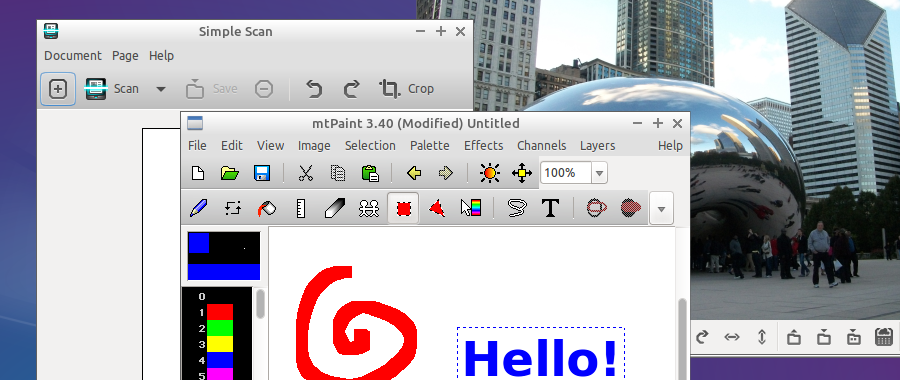 Simple Scan
Document Page Help
Scan Save Crop
mtPaint 3.40 (Modified) Untitled
File Edit View Image Selection Palette Effects Channels Layers Help
100%
T
0
1
2
3
4
5
Hello!